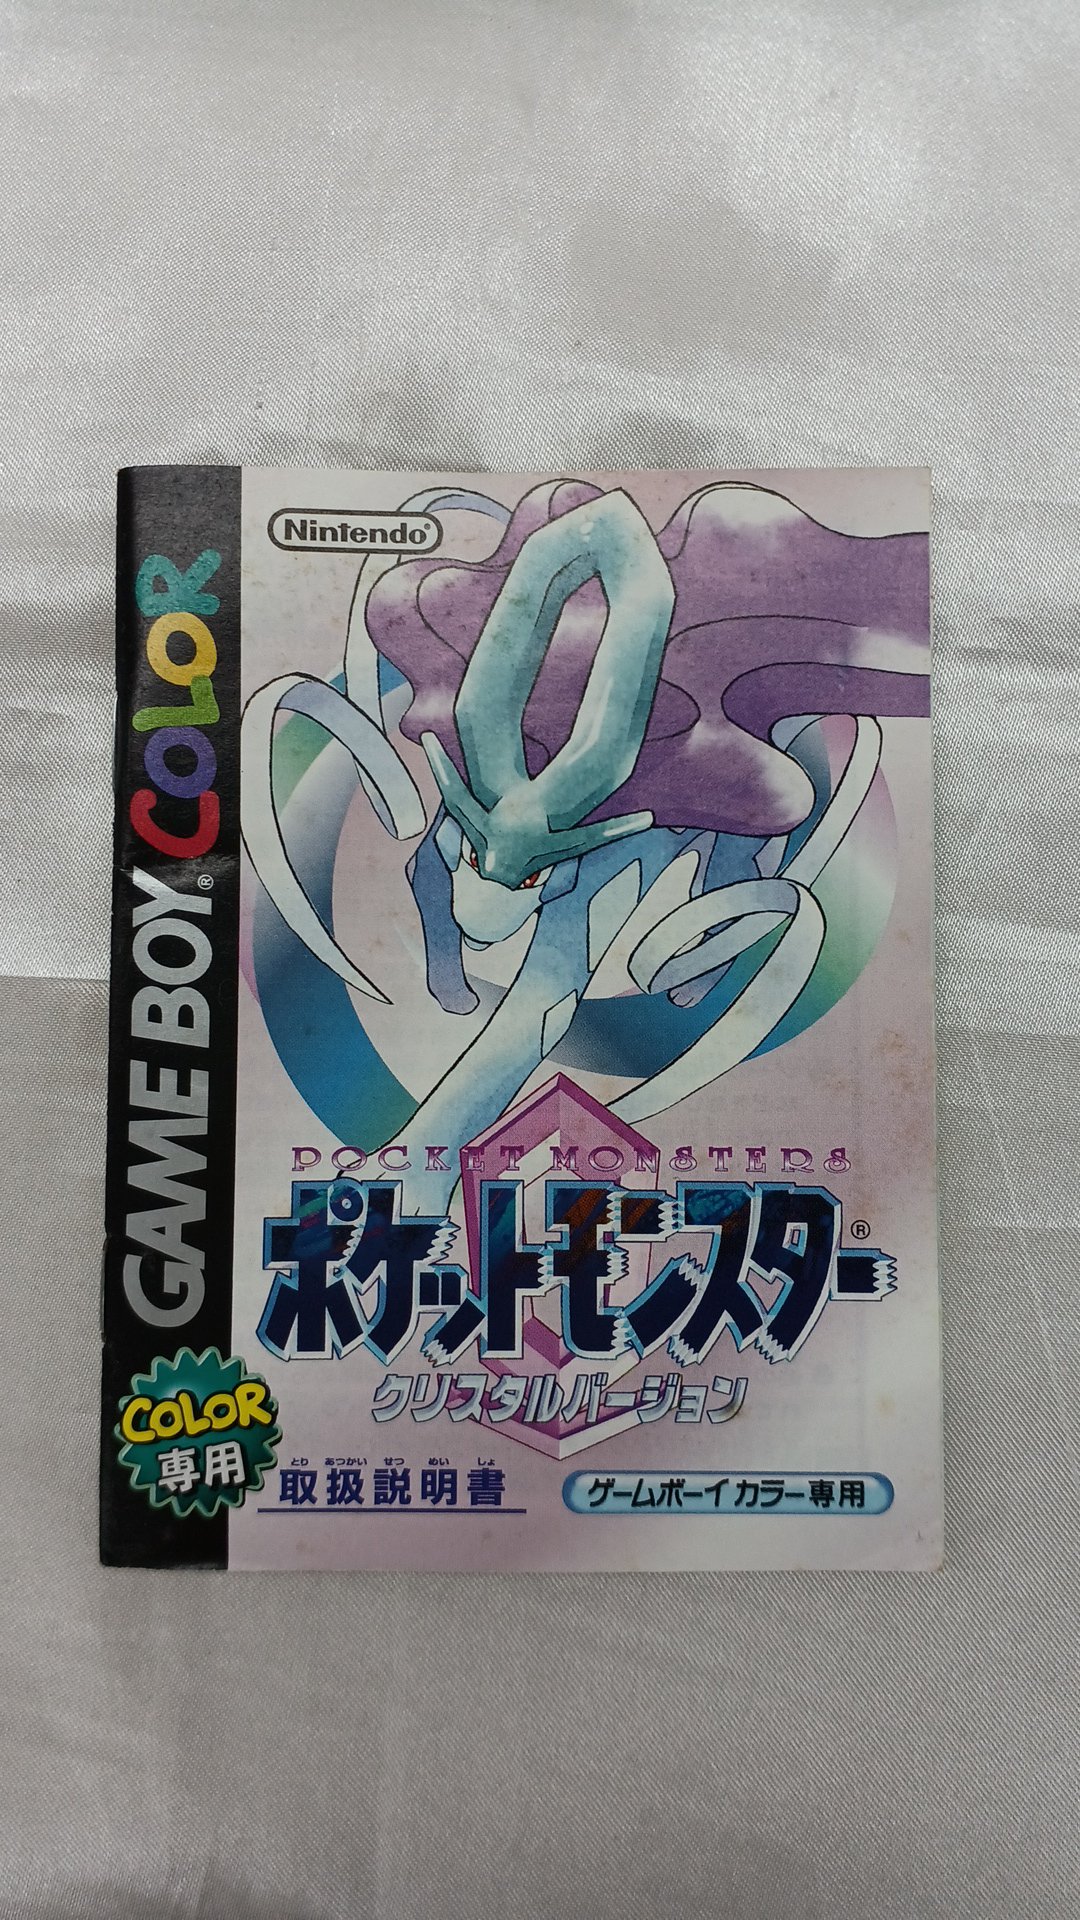 Nintendo®
GAME BOY® COLOR
POCKET MONSTERS
ポケットモンスター®
クリスタルバージョン
COLOR
専用
とり あつかい せつ めい しょ
取扱説明書
ゲームボーイカラー専用